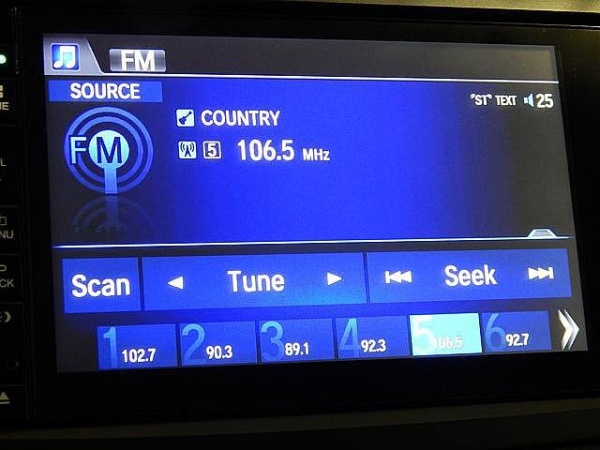 FM
SOURCE
"ST" TEXT 25
COUNTRY
FM
5 106.5 MHz
Scan Tune Seek
1 102.7 2 90.3 3 89.1 4 92.3 5 106.5 6 92.7